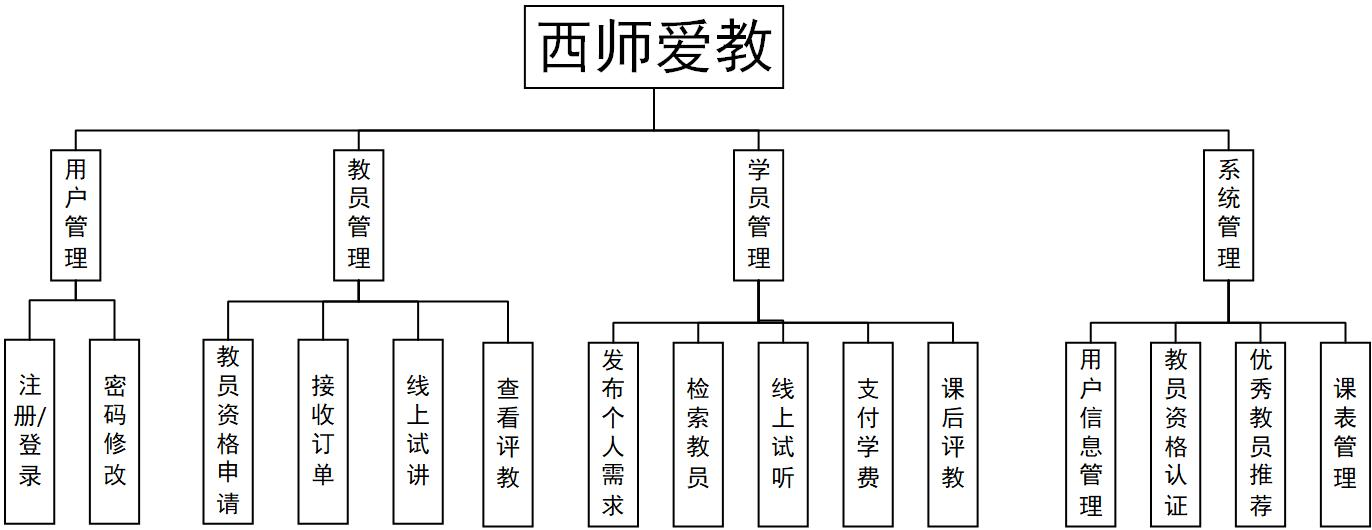 西师爱教
用户管理
教员管理
学员管理
系统管理
注册/登录
密码修改
教员资格申请
接收订单
线上试讲
查看评教
发布个人需求
检索教员
线上试听
支付学费
课后评教
用户信息管理
教员资格认证
优秀教员推荐
课表管理